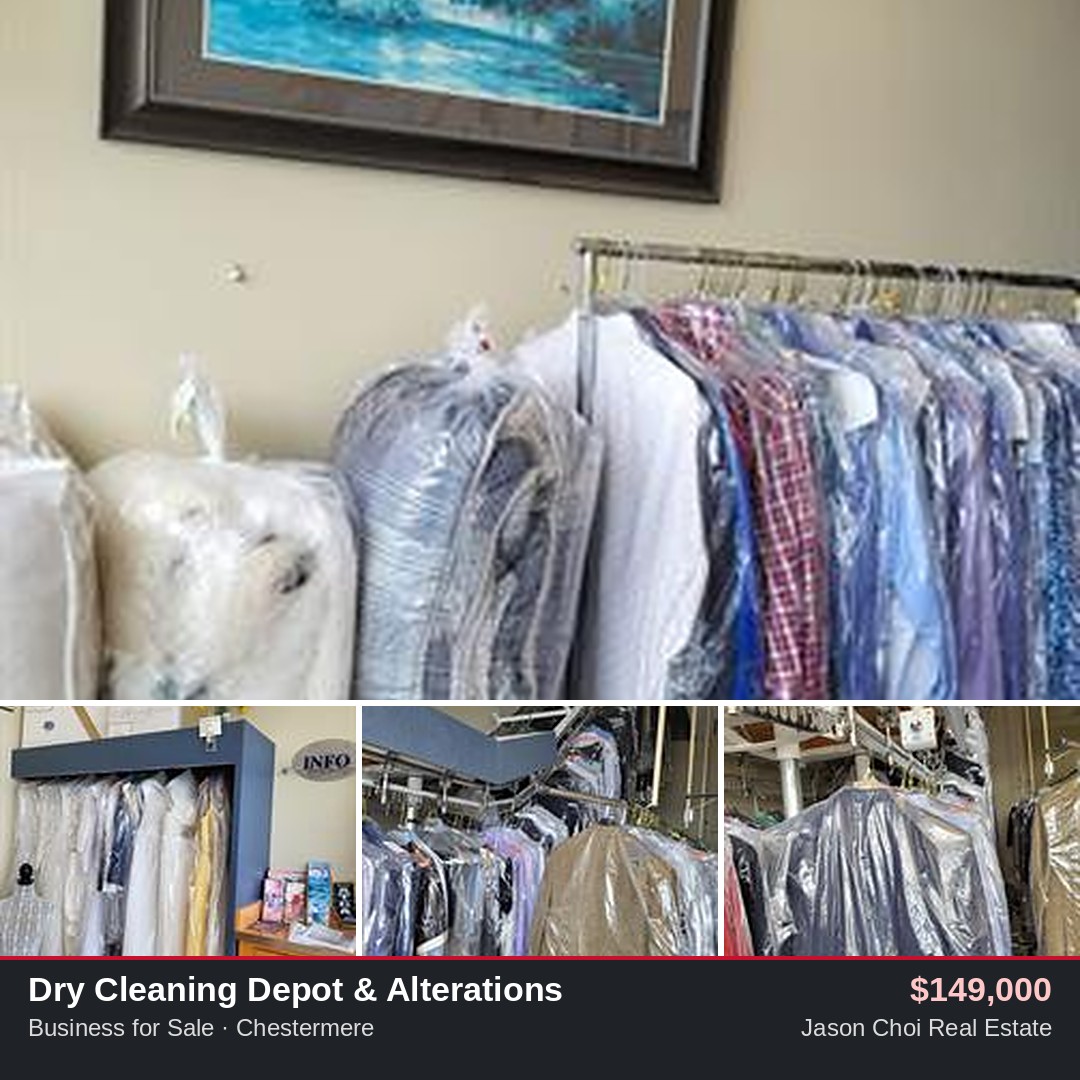 INFO
Dry Cleaning Depot & Alterations
$149,000
Business for Sale · Chestermere
Jason Choi Real Estate